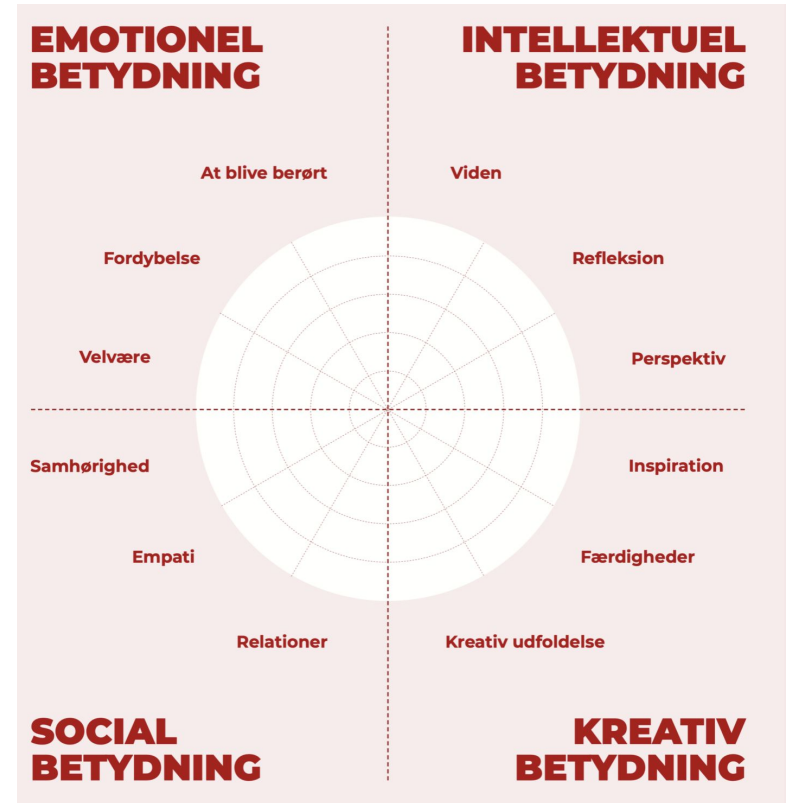 EMOTIONEL
BETYDNING
INTELLEKTUEL
BETYDNING
At blive berørt
Viden
Fordybelse
Refleksion
Velvære
Perspektiv
Samhørighed
Inspiration
Empati
Færdigheder
Relationer
Kreativ udfoldelse
SOCIAL
BETYDNING
KREATIV
BETYDNING